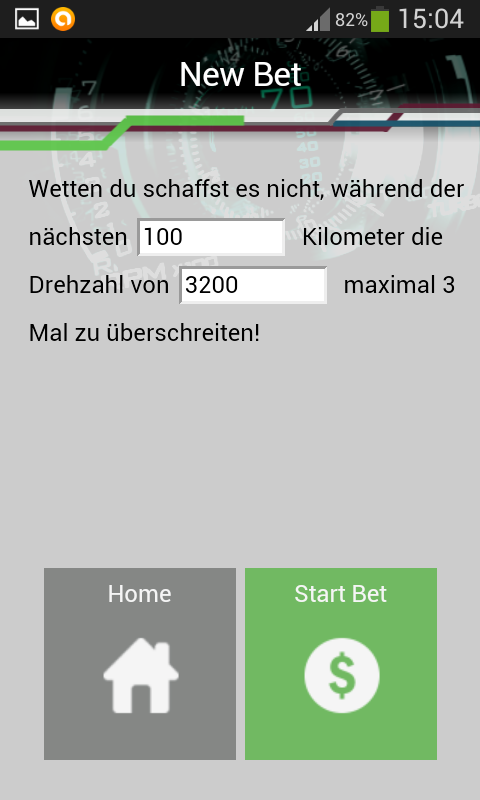 82% 15:04
New Bet
Wetten du schaffst es nicht, während der
nächsten 100 Kilometer die
Drehzahl von 3200 maximal 3
Mal zu überschreiten!
Home Start Bet
$